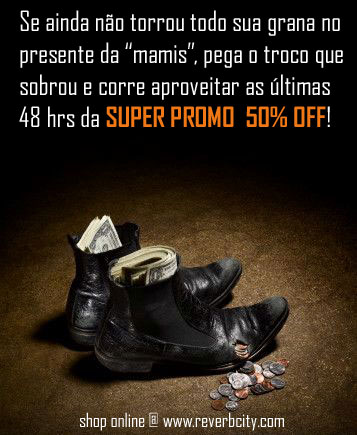 Se ainda não torrou todo sua grana no
presente da “mamis”, pega o troco que
sobrou e corre aproveitar as últimas
48 hrs da SUPER PROMO 50% OFF!
shop online @ www.reverbcity.com